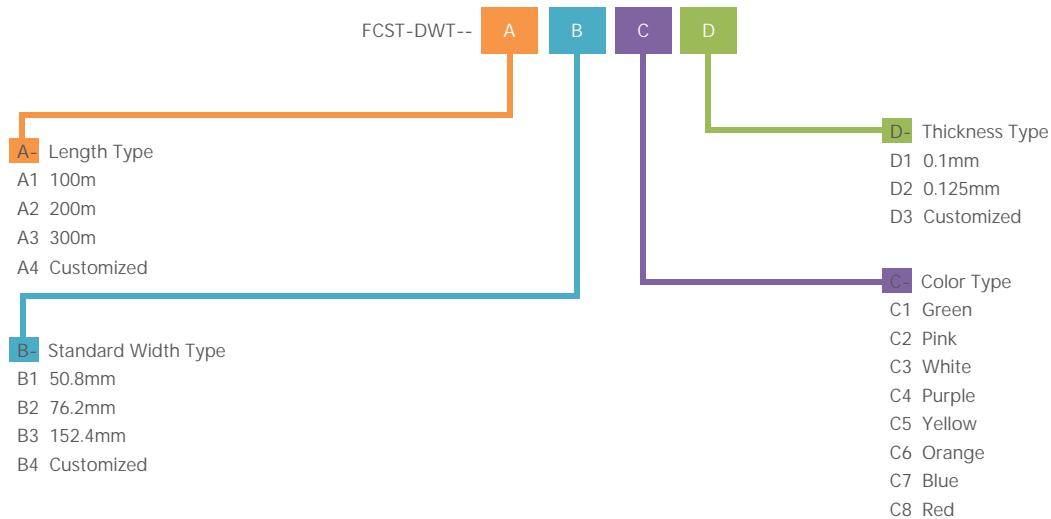 FCST-DWT-- A B C D
A- Length Type
A1 100m
A2 200m
A3 300m
A4 Customized
B- Standard Width Type
B1 50.8mm
B2 76.2mm
B3 152.4mm
B4 Customized
D- Thickness Type
D1 0.1mm
D2 0.125mm
D3 Customized
C- Color Type
C1 Green
C2 Pink
C3 White
C4 Purple
C5 Yellow
C6 Orange
C7 Blue
C8 Red